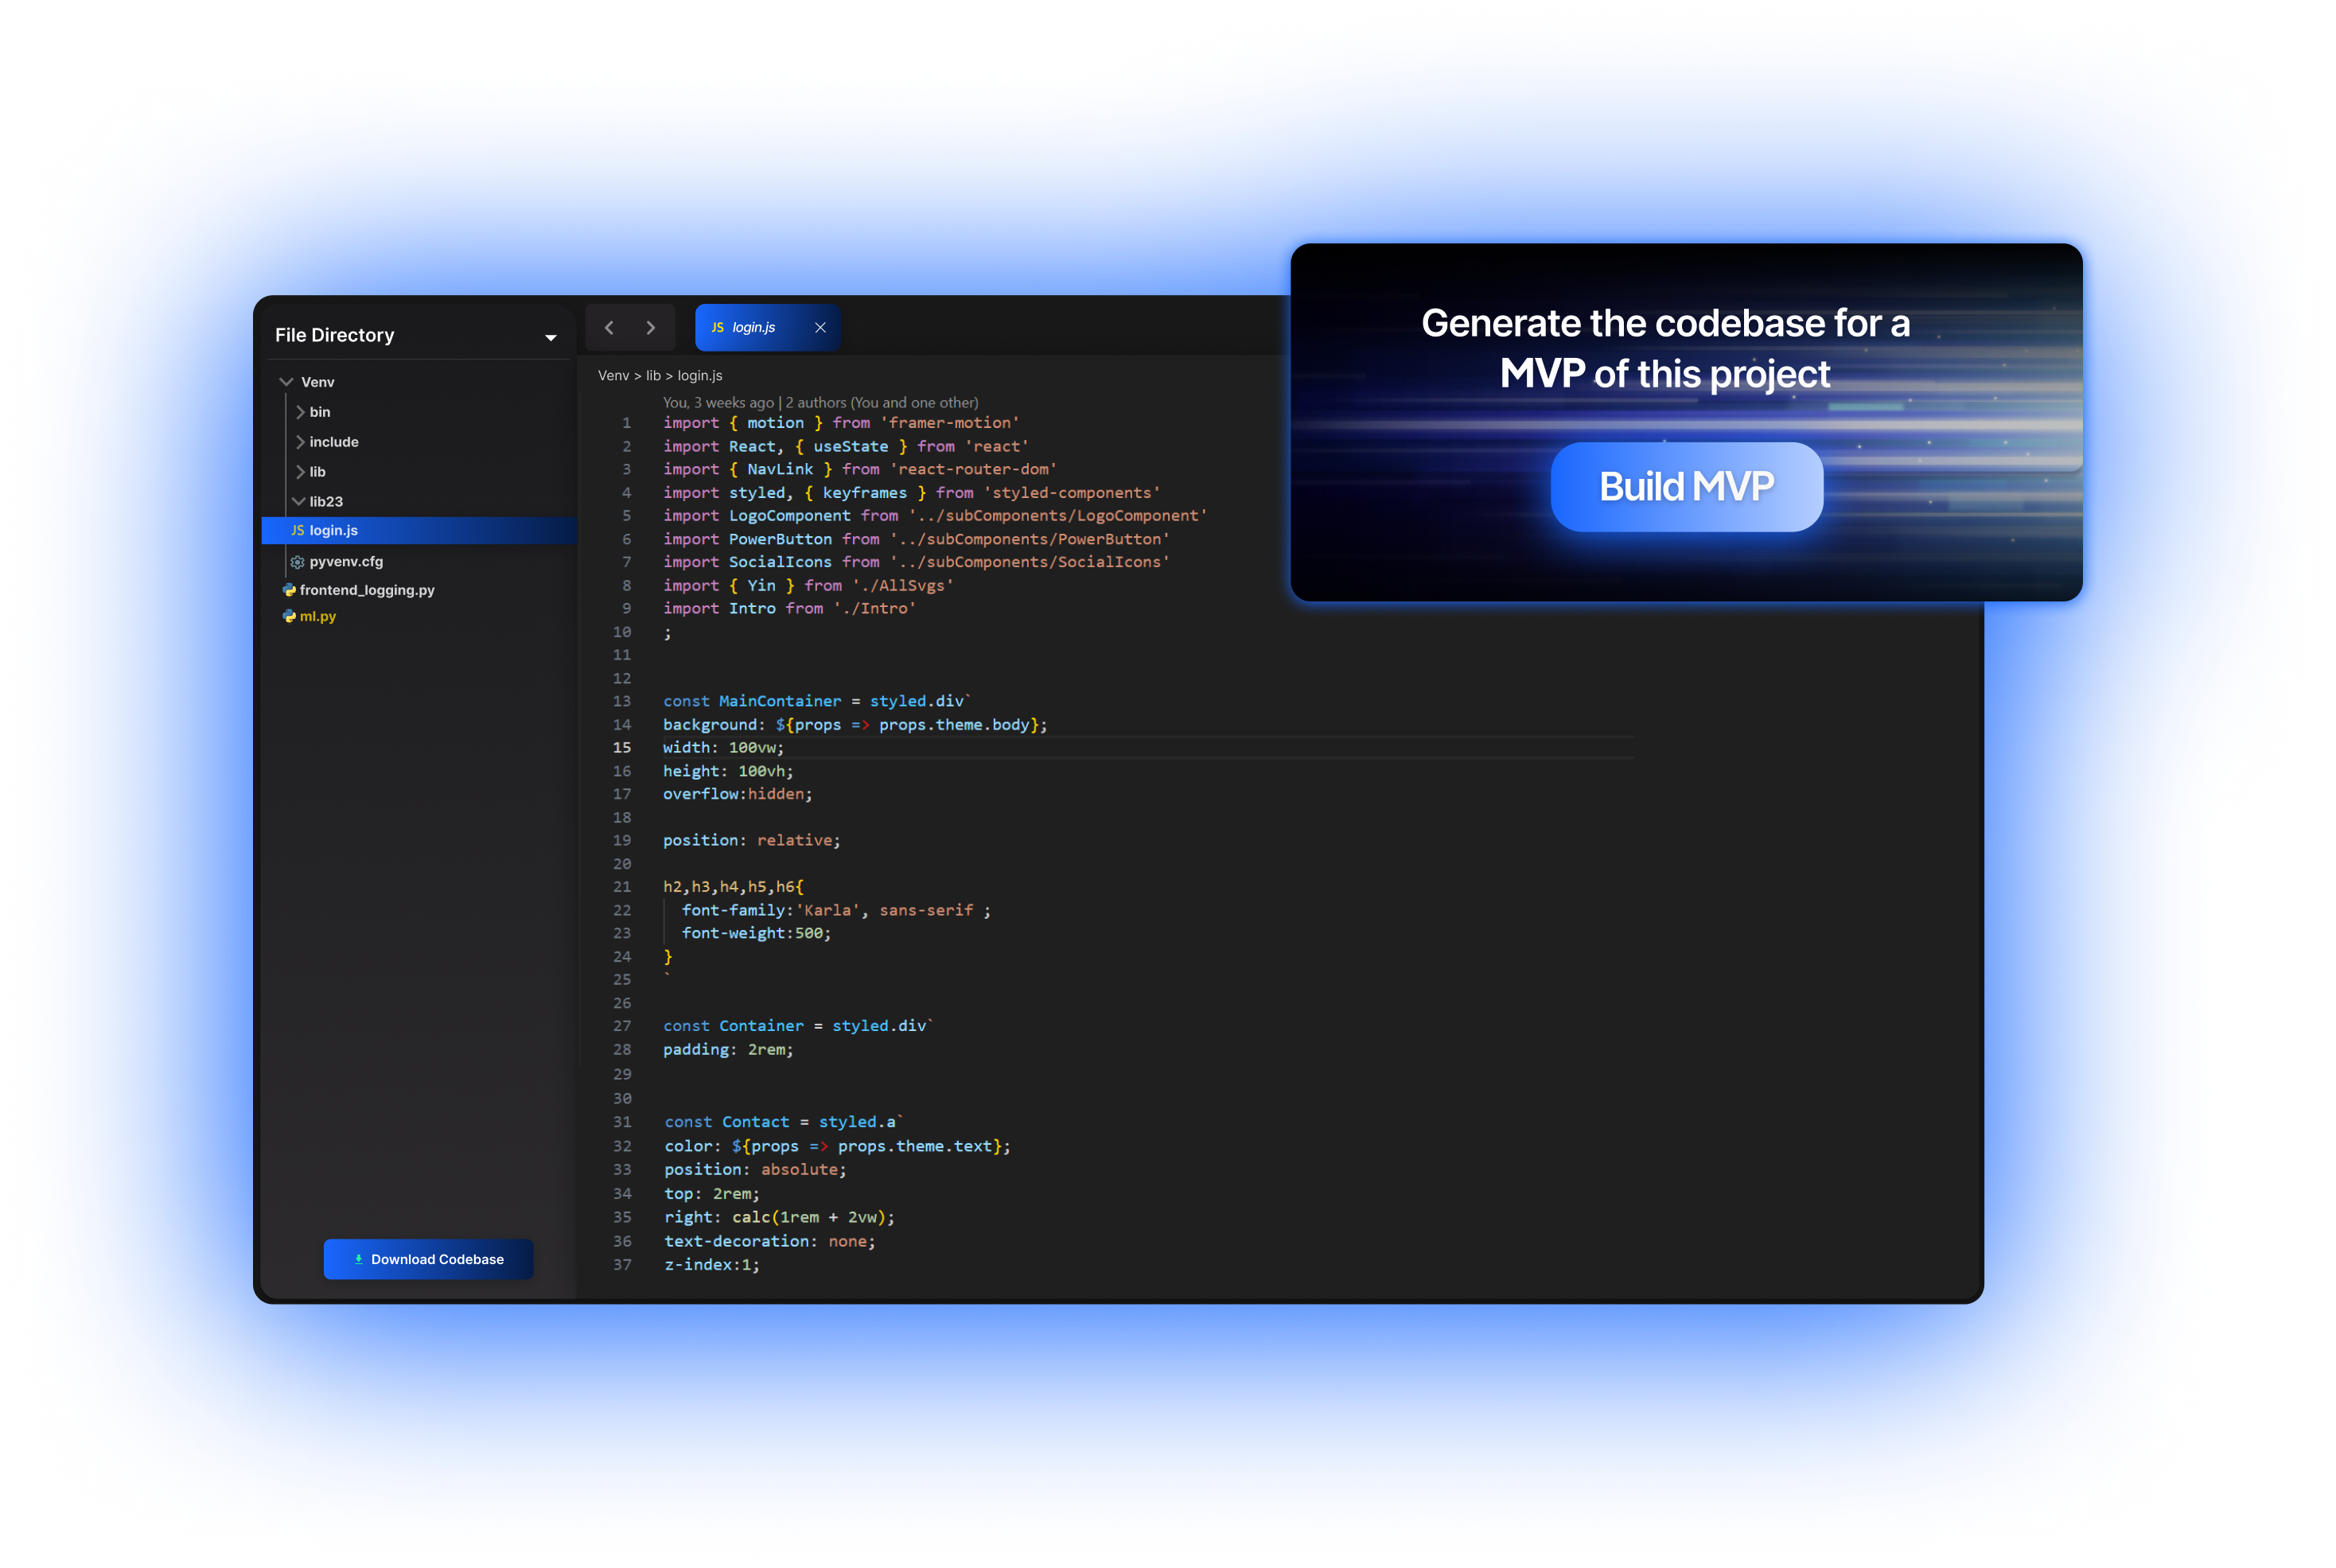 File Directory
Venv
bin
include
lib
lib23
JS login.js
pyvenv.cfg
frontend_logging.py
ml.py
Download Codebase
JS login.js
Venv > lib > login.js
You, 3 weeks ago | 2 authors (You and one other)
1 import { motion } from 'framer-motion'
2 import React, { useState } from 'react'
3 import { NavLink } from 'react-router-dom'
4 import styled, { keyframes } from 'styled-components'
5 import LogoComponent from '../subComponents/LogoComponent'
6 import PowerButton from '../subComponents/PowerButton'
7 import SocialIcons from '../subComponents/SocialIcons'
8 import { Yin } from './AllSvgs'
9 import Intro from './Intro'
10 ;
11
12
13 const MainContainer = styled.div`
14 background: ${props => props.theme.body};
15 width: 100vw;
16 height: 100vh;
17 overflow:hidden;
18
19 position: relative;
20
21 h2,h3,h4,h5,h6{
22 font-family:'Karla', sans-serif ;
23 font-weight:500;
24 }
25 `
26
27 const Container = styled.div`
28 padding: 2rem;
29
30
31 const Contact = styled.a`
32 color: ${props => props.theme.text};
33 position: absolute;
34 top: 2rem;
35 right: calc(1rem + 2vw);
36 text-decoration: none;
37 z-index:1;
Generate the codebase for a
MVP of this project
Build MVP